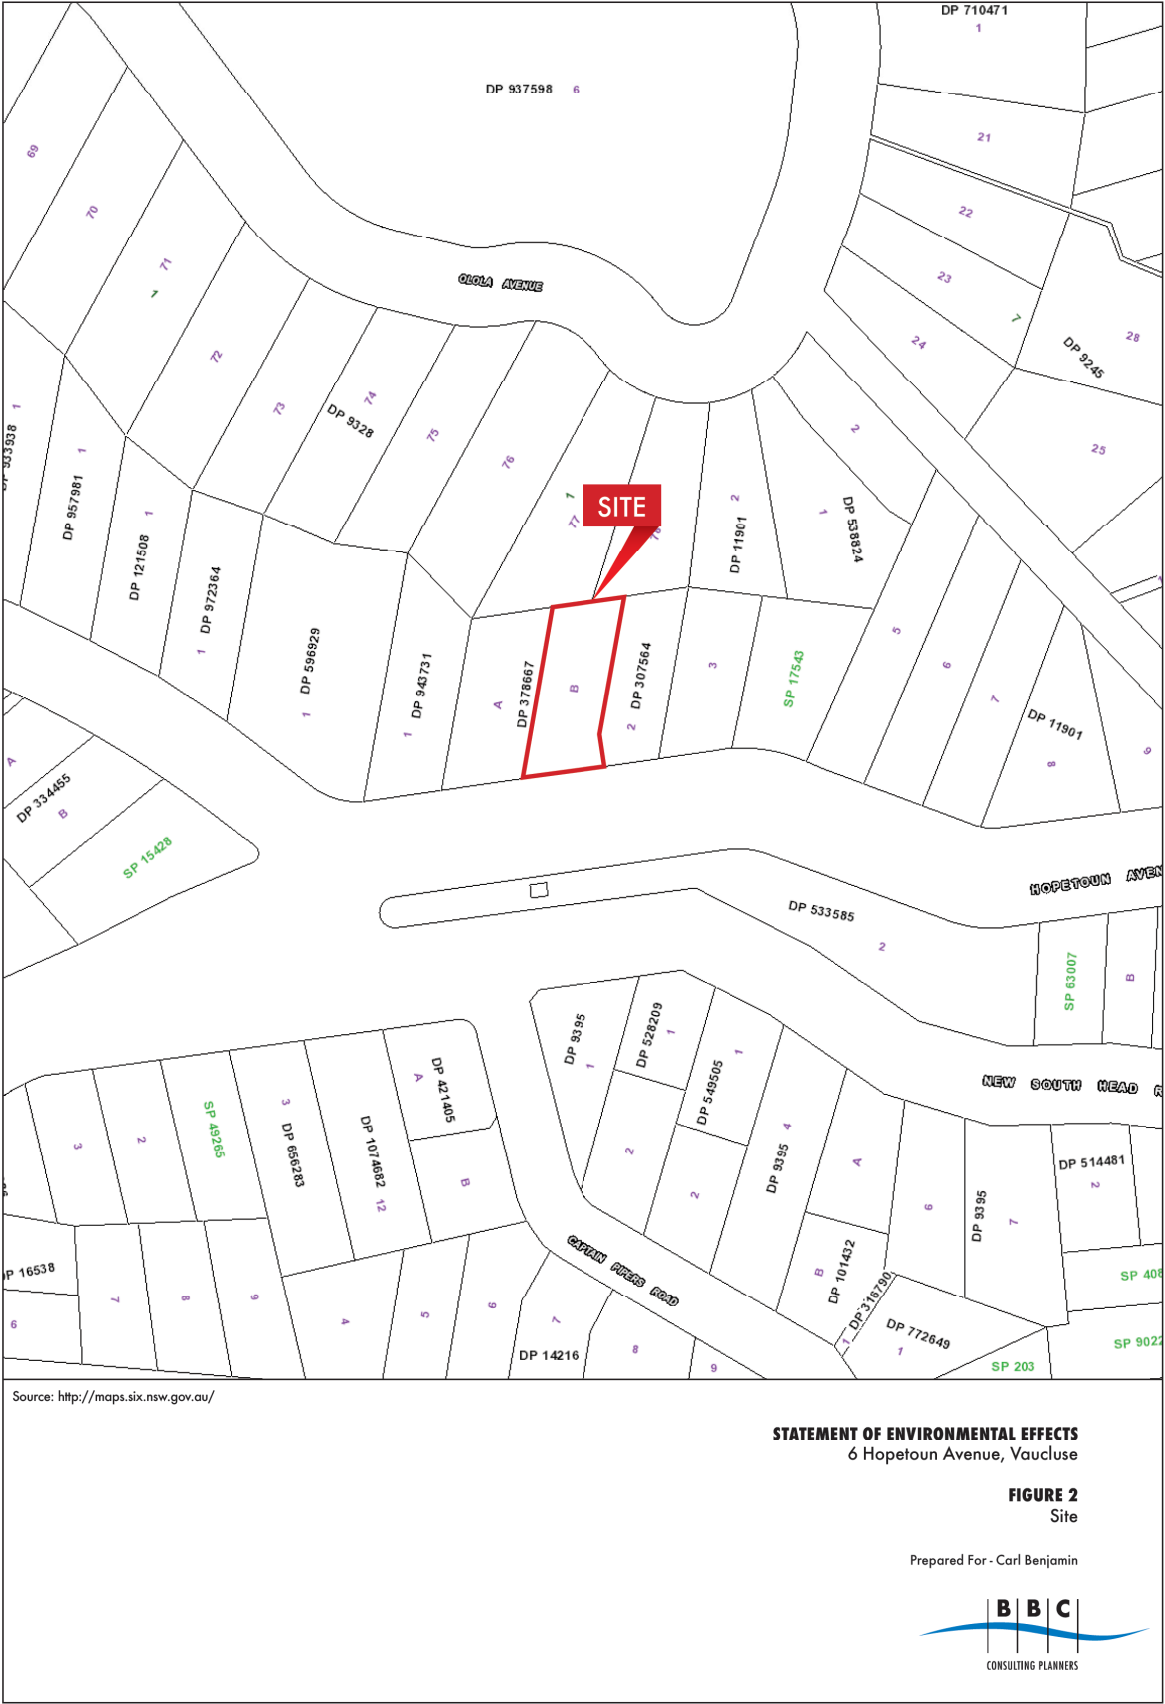 DP 710471
1
DP 937598 6
21
69
22
70
71
1
23
OLOLA AVENUE
7
28
24
DP 9245
72
74
73
DP 9328
75
2
25
1
1
DP 957981
76
1
77
SITE
2
DP 11901
1
DP 538824
1
DP 121508
DP 972364
1
DP 596929
1
DP 943731
1
A
DP 378667
B
DP 307564
2
3
SP 17543
5
6
7
DP 11901
8
9
A
DP 334455
B
SP 15428
HOPETOUN
DP 533585
2
SP 63007
B
DP 9395
1
DP 528209
1
DP 549505
1
NEW SOUTH HEAD
3
2
SP 49265
3
DP 656283
DP 1074682
12
A
DP 421405
B
2
2
4
DP 9395
A
6
DP 9395
7
DP 514481
2
CAPTAIN PIPERS ROAD
B
DP 101432
DP 316790
1
DP 772649
1
SP 203
SP 408
SP 9022
DP 16538
6
7
8
9
4
5
6
7
DP 14216
8
9
Source: http://maps.six.nsw.gov.au/
STATEMENT OF ENVIRONMENTAL EFFECTS
6 Hopetoun Avenue, Vaucluse
FIGURE 2
Site
Prepared For - Carl Benjamin
BBC
CONSULTING PLANNERS